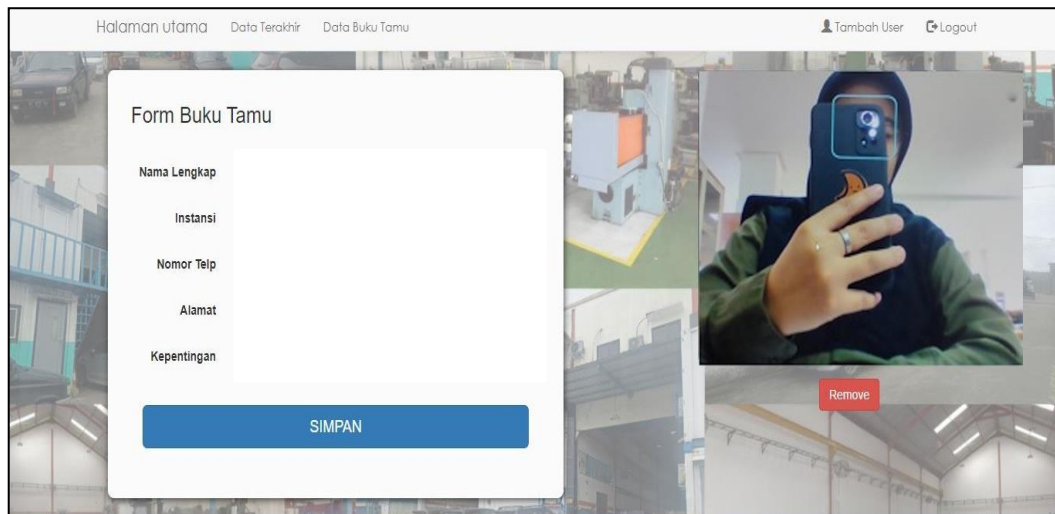 Halaman utama Data Terakhir Data Buku Tamu Tambah User Logout
Form Buku Tamu
Nama Lengkap
Instansi
Nomor Telp
Alamat
Kepentingan
SIMPAN
Remove